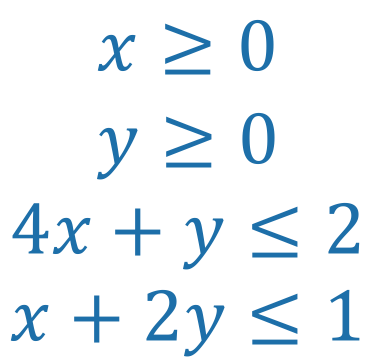 x ≥ 0
y ≥ 0
4x + y ≤ 2
x + 2y ≤ 1